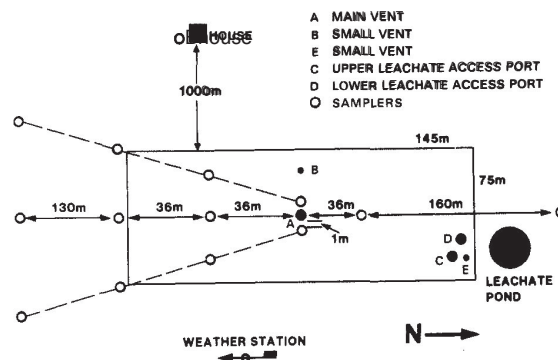 HOUSE
house
A MAIN VENT
B SMALL VENT
E SMALL VENT
C UPPER LEACHATE ACCESS PORT
D LOWER LEACHATE ACCESS PORT
O SAMPLERS
1000m
145m
B
75m
130m
36m
36m
36m
160m
A
1m
D
C
E
LEACHATE
POND
WEATHER STATION
N